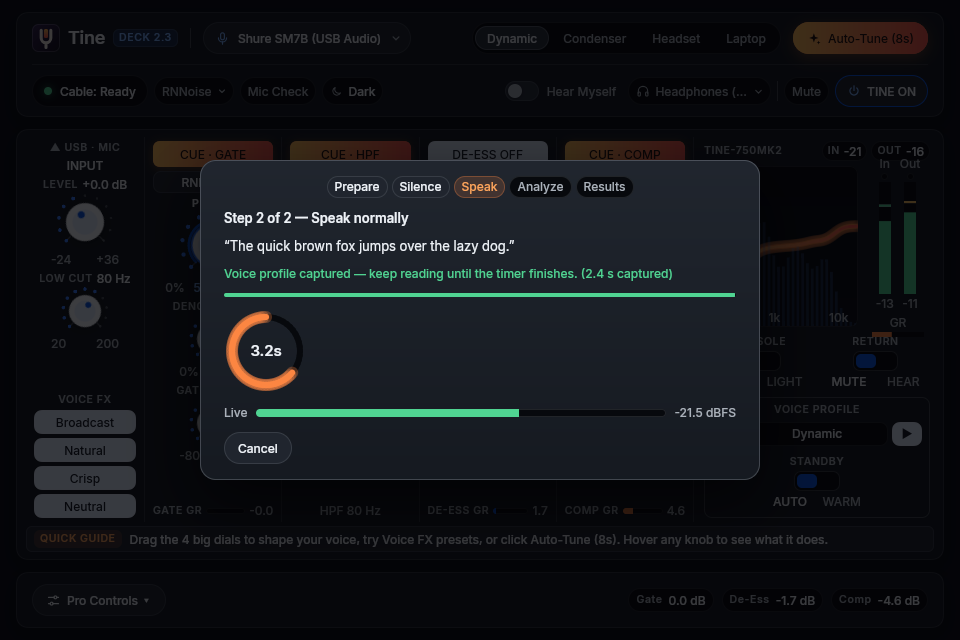 Tine DECK 2.3 Shure SM7B (USB Audio) Dynamic Condenser Headset Laptop Auto-Tune (8s)
Cable: Ready RNNoise Mic Check Dark Hear Myself Headphones (... Mute TINE ON
USB · MIC
INPUT
LEVEL +0.0 dB
-24 +36
LOW CUT 80 Hz
20 200
VOICE FX
Broadcast
Natural
Crisp
Neutral
CUE · GATE CUE · HPF DE-ESS OFF CUE · COMP
0%
0%
-80
Prepare Silence Speak Analyze Results
Step 2 of 2 — Speak normally
“The quick brown fox jumps over the lazy dog.”
Voice profile captured — keep reading until the timer finishes. (2.4 s captured)
3.2s
Live -21.5 dBFS
Cancel
GATE GR -0.0 HPF 80 Hz DE-ESS GR 1.7 COMP GR 4.6
TINE-750MK2 IN -21 OUT -16
In Out
-13 -11
1k 10k GR
RETURN
LIGHT MUTE HEAR
VOICE PROFILE
Dynamic
STANDBY
AUTO WARM
QUICK GUIDE Drag the 4 big dials to shape your voice, try Voice FX presets, or click Auto-Tune (8s). Hover any knob to see what it does.
Pro Controls Gate 0.0 dB De-Ess -1.7 dB Comp -4.6 dB